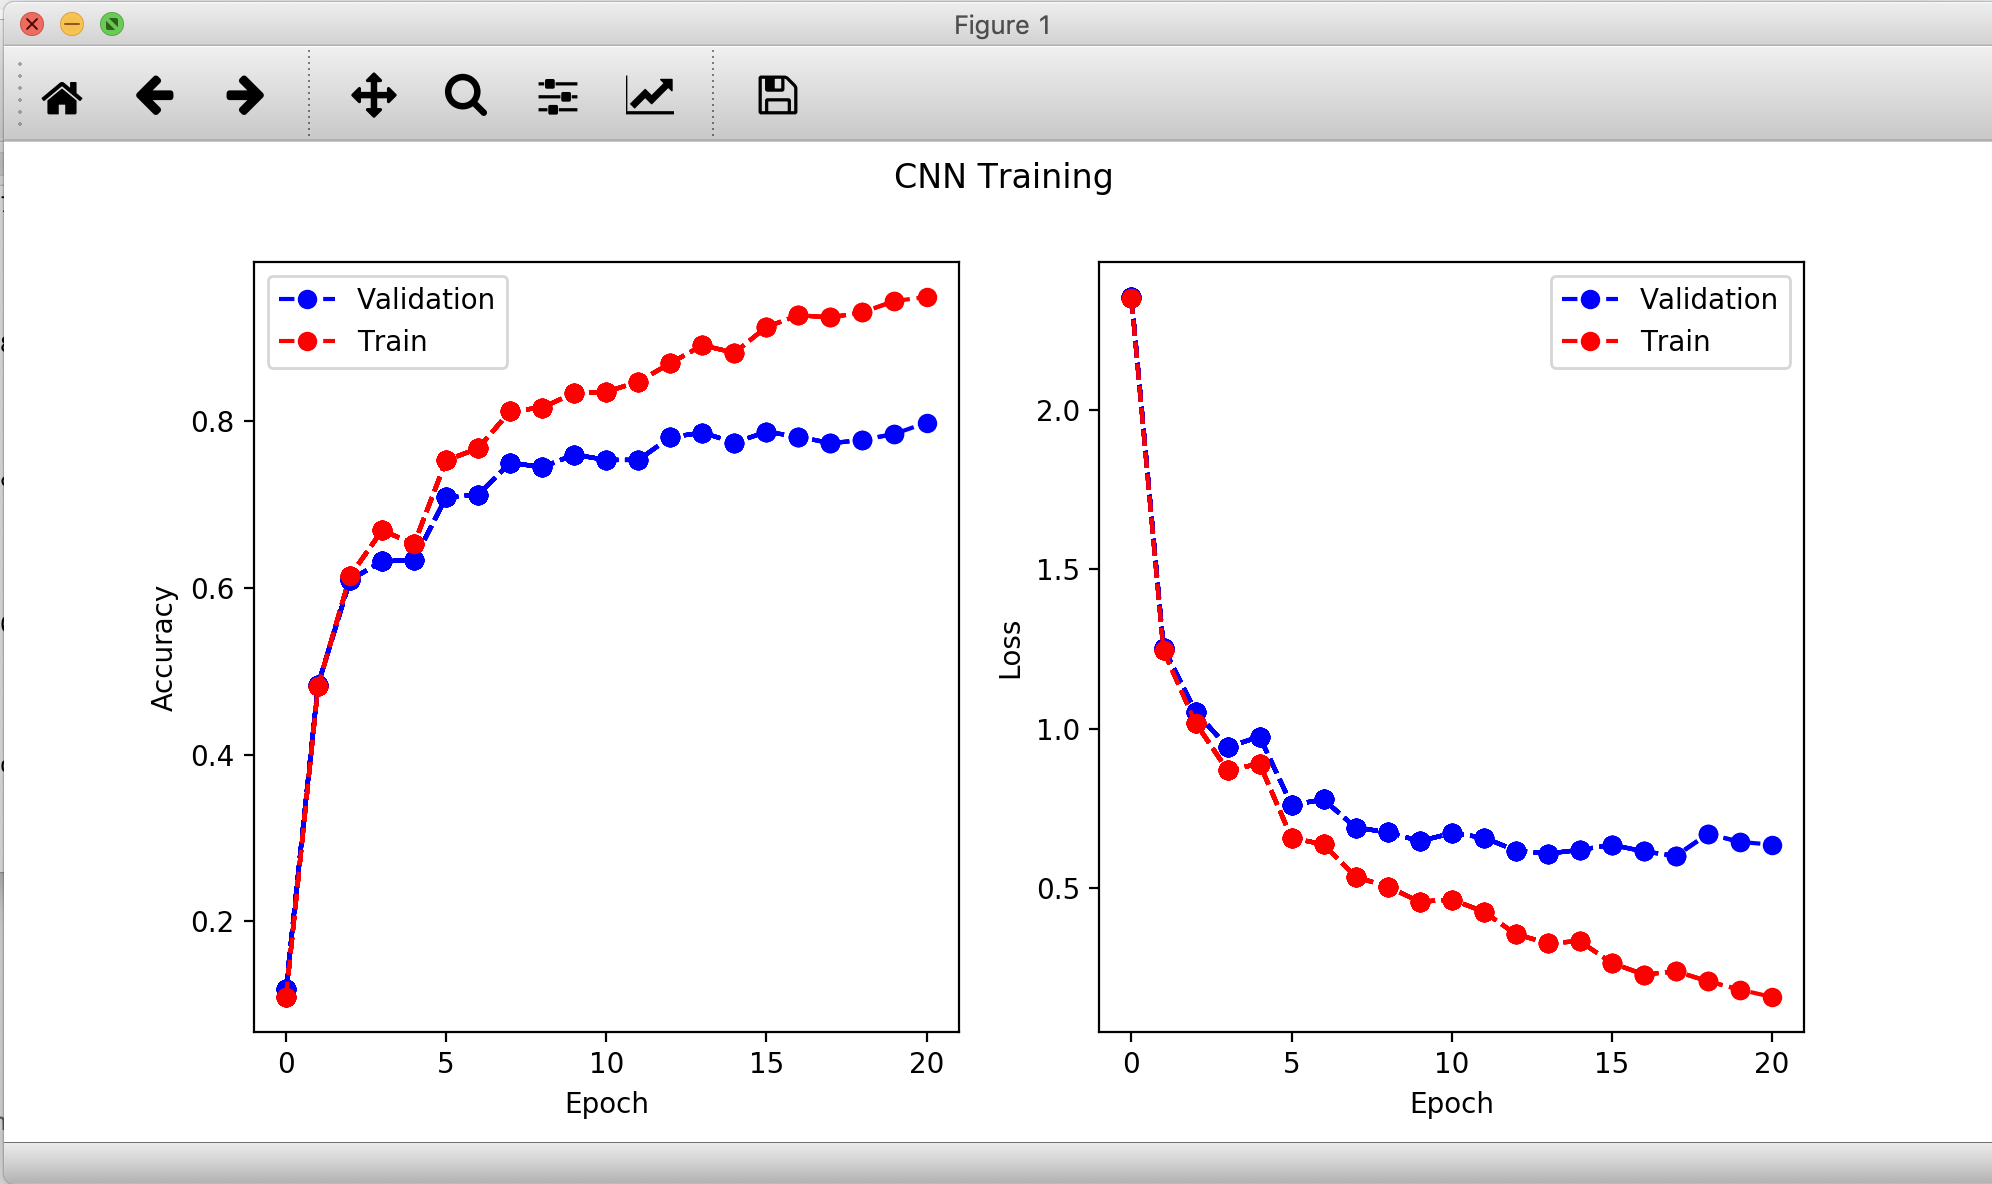 Figure 1
CNN Training
Validation
Train
0.8
0.6
0.4
0.2
Accuracy
0 5 10 15 20
Epoch
Validation
Train
2.0
1.5
1.0
0.5
Loss
0 5 10 15 20
Epoch